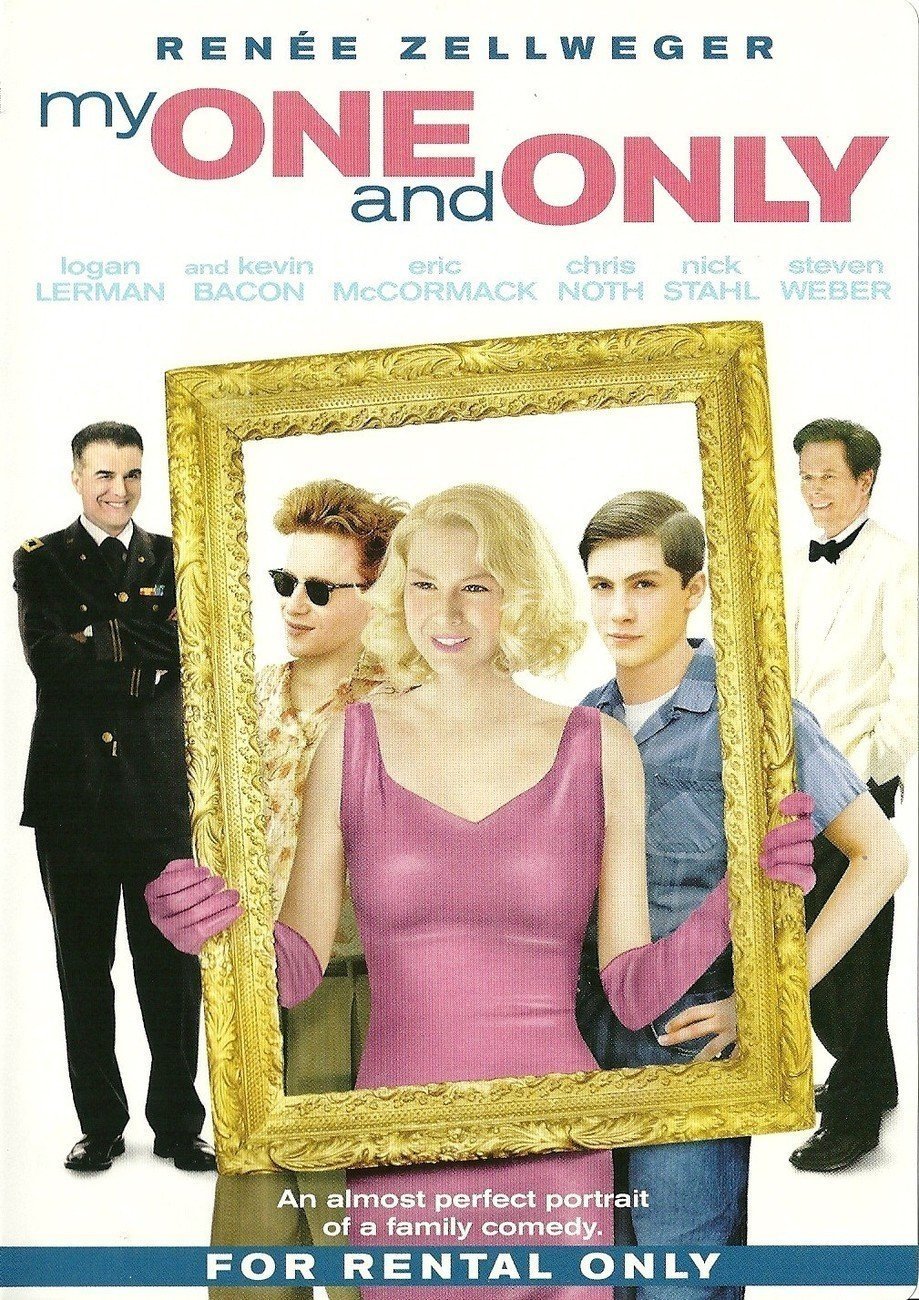 RENÉE ZELLWEGER
my ONE
and ONLY
logan and kevin eric chris nick steven
LERMAN BACON McCORMACK NOTH STAHL WEBER
An almost perfect portrait
of a family comedy.
FOR RENTAL ONLY